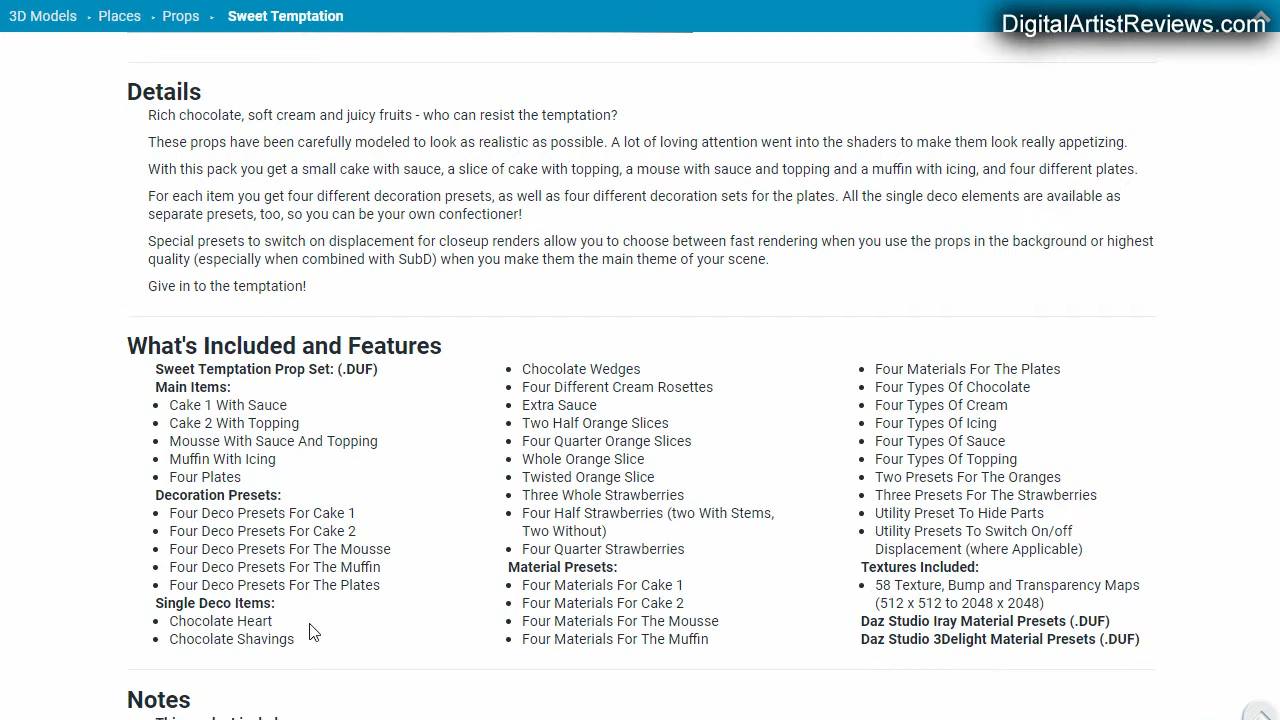 3D Models
Places
Props
Sweet Temptation
DigitalArtistReviews.com
Details
Rich chocolate, soft cream and juicy fruits - who can resist the temptation?
These props have been carefully modeled to look as realistic as possible. A lot of loving attention went into the shaders to make them look really appetizing.
With this pack you get a small cake with sauce, a slice of cake with topping, a mouse with sauce and topping and a muffin with icing, and four different plates.
For each item you get four different decoration presets, as well as four different decoration sets for the plates. All the single deco elements are available as
separate presets, too, so you can be your own confectioner!
Special presets to switch on displacement for closeup renders allow you to choose between fast rendering when you use the props in the background or highest
quality (especially when combined with SubD) when you make them the main theme of your scene.
Give in to the temptation!
What's Included and Features
Sweet Temptation Prop Set: (.DUF)
Main Items:
Cake 1 With Sauce
Cake 2 With Topping
Mousse With Sauce And Topping
Muffin With Icing
Four Plates
Decoration Presets:
Four Deco Presets For Cake 1
Four Deco Presets For Cake 2
Four Deco Presets For The Mousse
Four Deco Presets For The Muffin
Four Deco Presets For The Plates
Single Deco Items:
Chocolate Heart
Chocolate Shavings
Chocolate Wedges
Four Different Cream Rosettes
Extra Sauce
Two Half Orange Slices
Four Quarter Orange Slices
Whole Orange Slice
Twisted Orange Slice
Three Whole Strawberries
Four Half Strawberries (two With Stems,
Two Without)
Four Quarter Strawberries
Material Presets:
Four Materials For Cake 1
Four Materials For Cake 2
Four Materials For The Mousse
Four Materials For The Muffin
Four Materials For The Plates
Four Types Of Chocolate
Four Types Of Cream
Four Types Of Icing
Four Types Of Sauce
Four Types Of Topping
Two Presets For The Oranges
Three Presets For The Strawberries
Utility Preset To Hide Parts
Utility Presets To Switch On/off
Displacement (where Applicable)
Textures Included:
58 Texture, Bump and Transparency Maps
(512 x 512 to 2048 x 2048)
Daz Studio Iray Material Presets (.DUF)
Daz Studio 3Delight Material Presets (.DUF)
Notes